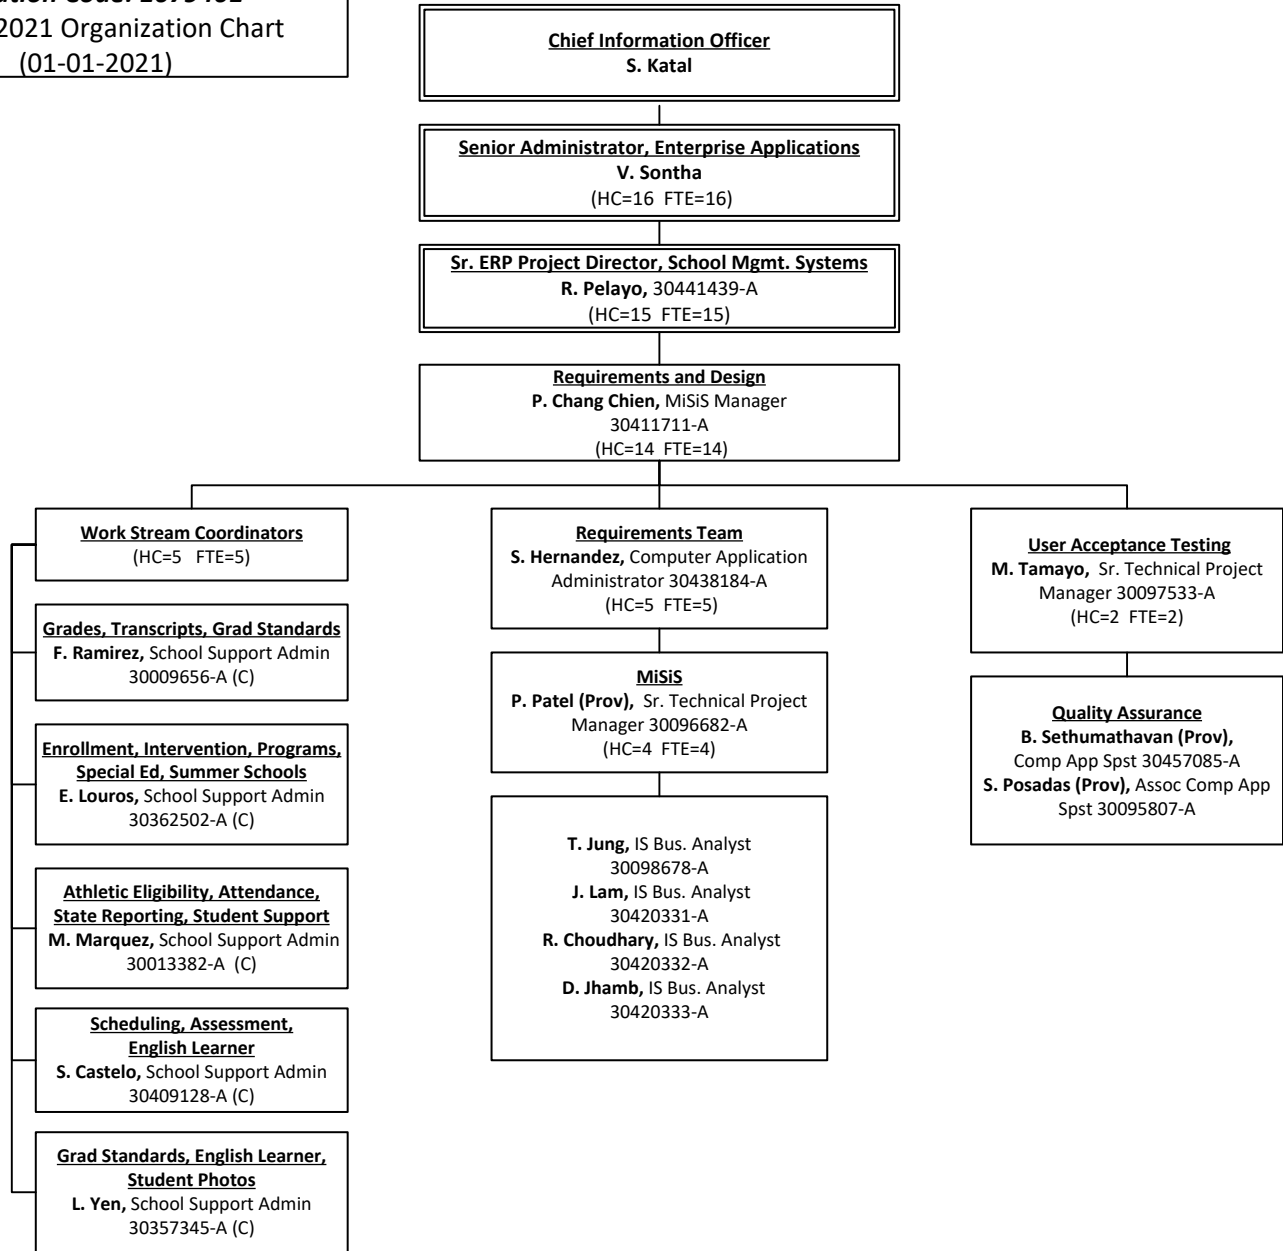 Code: 
2021 Organization Chart
(01-01-2021)
Chief Information Officer
S. Katal
Senior Administrator, Enterprise Applications
V. Sontha
(HC=16 FTE=16)
Sr. ERP Project Director, School Mgmt. Systems
R. Pelayo, 30441439-A
(HC=15 FTE=15)
Requirements and Design
P. Chang Chien, MiSiS Manager
30411711-A
(HC=14 FTE=14)
Work Stream Coordinators
(HC=5 FTE=5)
Grades, Transcripts, Grad Standards
F. Ramirez, School Support Admin
30009656-A (C)
Enrollment, Intervention, Programs,
Special Ed, Summer Schools
E. Louros, School Support Admin
30362502-A (C)
Athletic Eligibility, Attendance,
State Reporting, Student Support
M. Marquez, School Support Admin
30013382-A (C)
Scheduling, Assessment,
English Learner
S. Castelo, School Support Admin
30409128-A (C)
Grad Standards, English Learner,
Student Photos
L. Yen, School Support Admin
30357345-A (C)
Requirements Team
S. Hernandez, Computer Application
Administrator 30438184-A
(HC=5 FTE=5)
MiSiS
P. Patel (Prov), Sr. Technical Project
Manager 30096682-A
(HC=4 FTE=4)
T. Jung, IS Bus. Analyst
30098678-A
J. Lam, IS Bus. Analyst
30420331-A
R. Choudhary, IS Bus. Analyst
30420332-A
D. Jhamb, IS Bus. Analyst
30420333-A
User Acceptance Testing
M. Tamayo, Sr. Technical Project
Manager 30097533-A
(HC=2 FTE=2)
Quality Assurance
B. Sethumathavan (Prov),
Comp App Spst 30457085-A
S. Posadas (Prov), Assoc Comp App
Spst 30095807-A